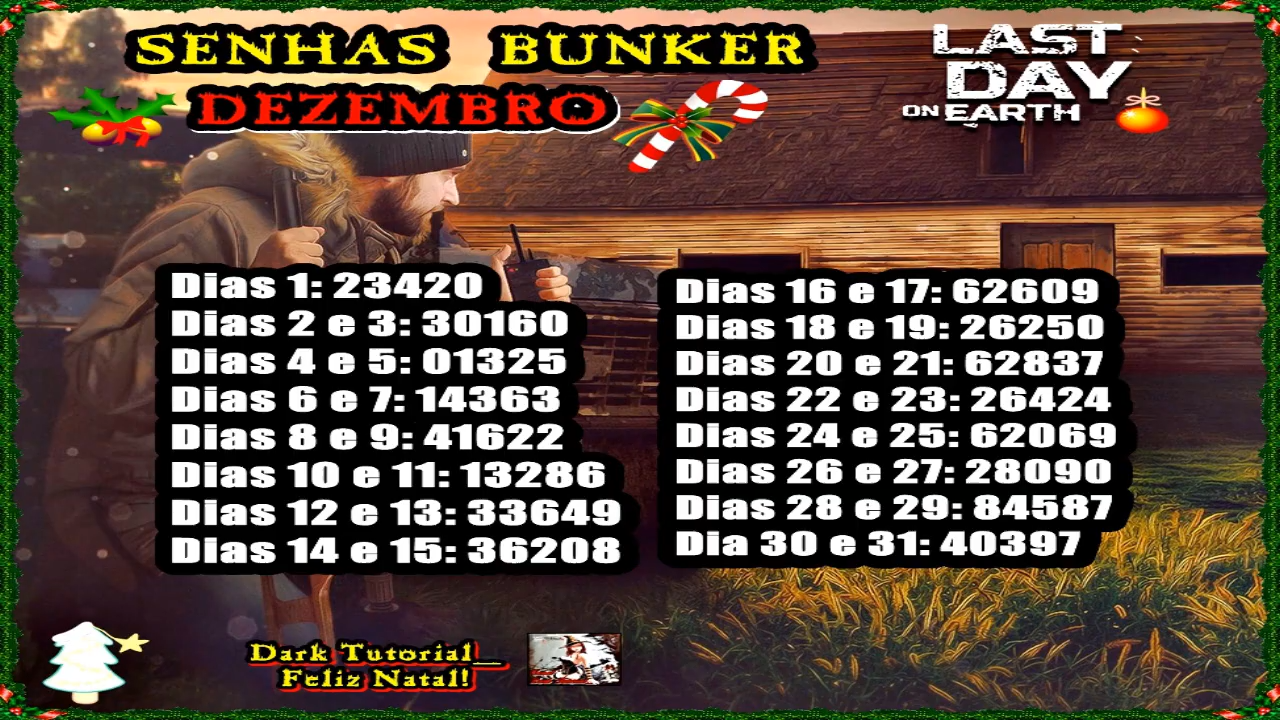 SENHAS BUNKER
DEZEMBRO
LAST
DAY
ON EARTH
Dias 1: 23420
Dias 2 e 3: 30160
Dias 4 e 5: 01325
Dias 6 e 7: 14363
Dias 8 e 9: 41622
Dias 10 e 11: 13286
Dias 12 e 13: 33649
Dias 14 e 15: 36208
Dias 16 e 17: 62609
Dias 18 e 19: 26250
Dias 20 e 21: 62837
Dias 22 e 23: 26424
Dias 24 e 25: 62069
Dias 26 e 27: 28090
Dias 28 e 29: 84587
Dia 30 e 31: 40397
Dark Tutorial__
Feliz Natal!